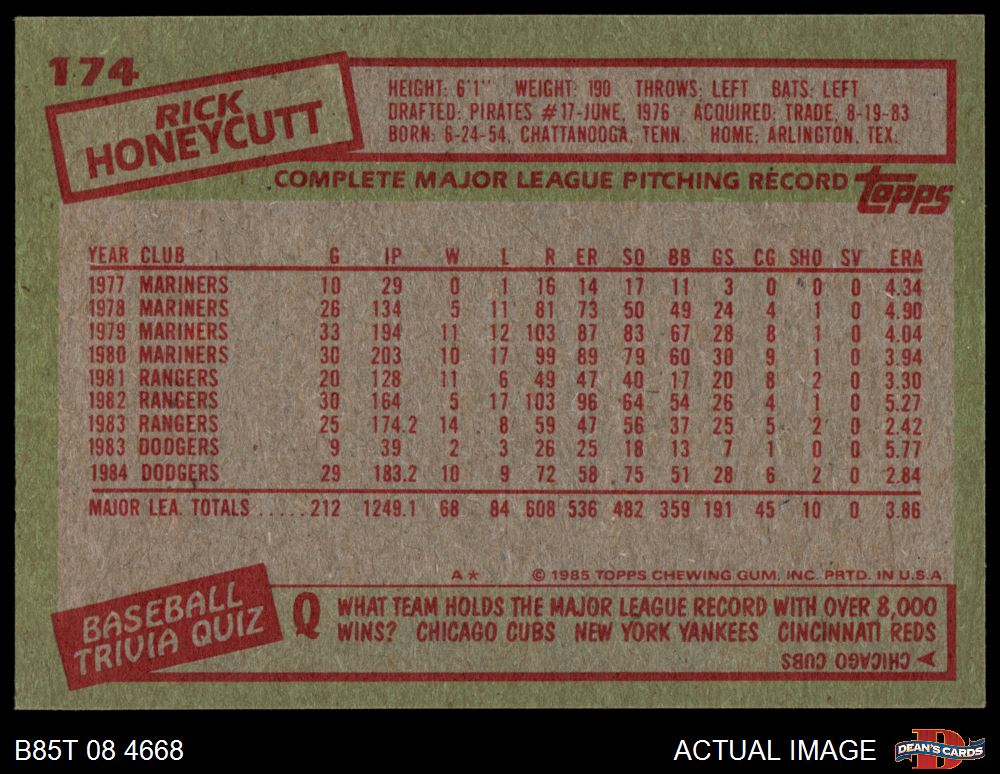 174
RICK
HONEYCUTT
HEIGHT: 6'1" WEIGHT: 190 THROWS: LEFT BATS: LEFT
DRAFTED: PIRATES #17-JUNE, 1976 ACQUIRED: TRADE, 8-19-83
BORN: 6-24-54, CHATTANOOGA, TENN. HOME: ARLINGTON, TEX.
COMPLETE MAJOR LEAGUE PITCHING RECORD
Topps
YEAR CLUB G IP W L R ER SO BB GS CG SHO SV ERA
1977 MARINERS 10 29 0 1 16 14 17 11 3 0 0 0 4.34
1978 MARINERS 26 134 5 11 81 73 50 49 24 4 1 0 4.90
1979 MARINERS 33 194 11 12 103 87 83 67 28 8 1 0 4.04
1980 MARINERS 30 203 10 17 99 89 79 60 30 9 1 0 3.94
1981 RANGERS 20 128 11 6 49 47 40 17 20 8 2 0 3.30
1982 RANGERS 30 164 5 17 103 96 64 54 26 4 1 0 5.27
1983 RANGERS 25 174.2 14 8 59 47 56 37 25 5 2 0 2.42
1983 DODGERS 9 39 2 3 26 25 18 13 7 1 0 0 5.77
1984 DODGERS 29 183.2 10 9 72 58 75 51 28 6 2 0 2.84
MAJOR LEA. TOTALS .....212 1249.1 68 84 608 536 482 359 191 45 10 0 3.86
A* © 1985 TOPPS CHEWING GUM, INC. PRTD. IN U.S.A
BASEBALL
TRIVIA QUIZ
Q WHAT TEAM HOLDS THE MAJOR LEAGUE RECORD WITH OVER 8,000
WINS? CHICAGO CUBS NEW YORK YANKEES CINCINNATI REDS
CHICAGO CUBS
B85T 08 4668
ACTUAL IMAGE
D
DEAN'S CARDS